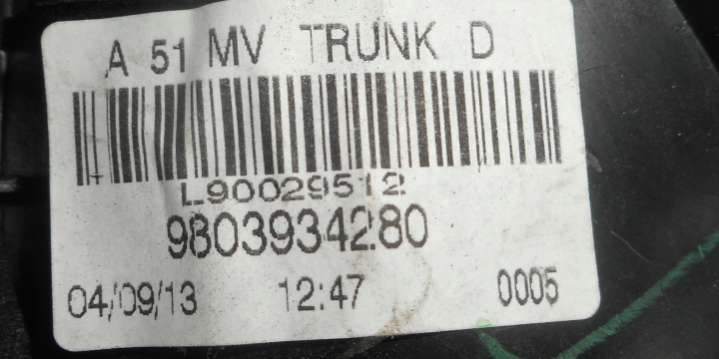 A 51 MV TRUNK D
L90029512
9803934280
04/09/13 12:47 0005